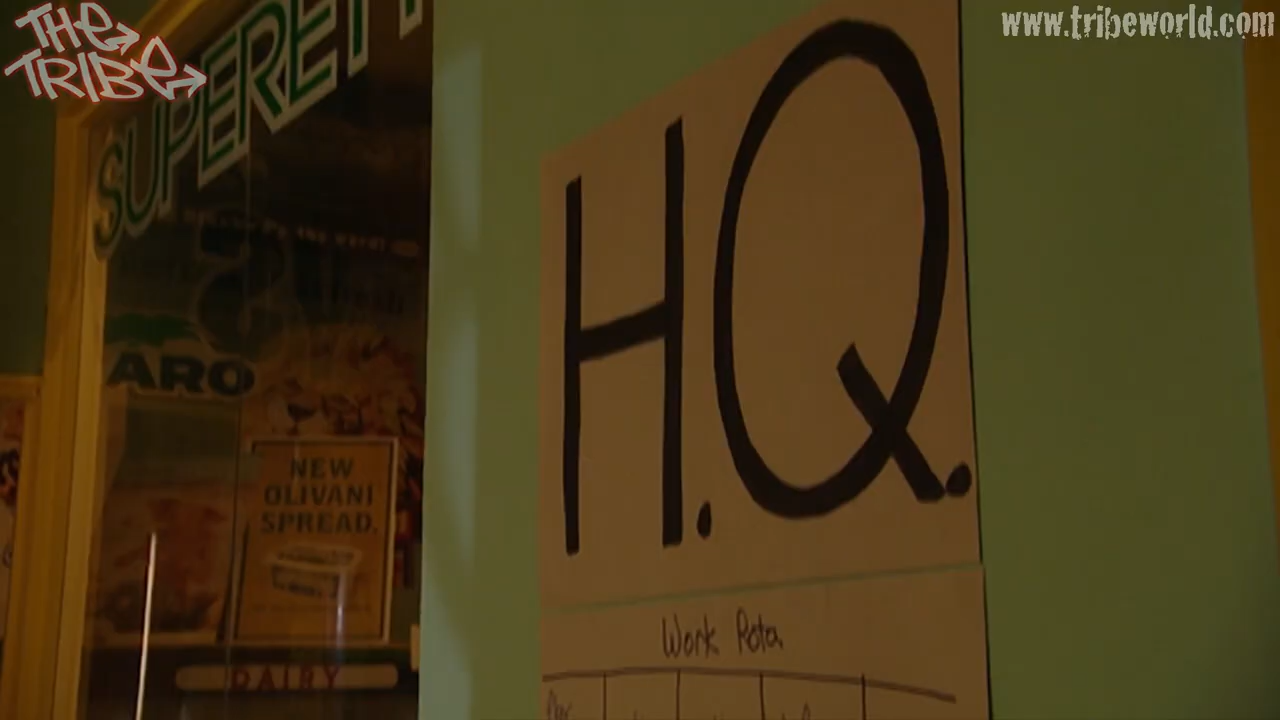 THE
TRIBE
www.tribeworld.com
SUPERETT
ARO
NEW
OLIVANI
SPREAD.
DAIRY
H.Q.
Work Rota